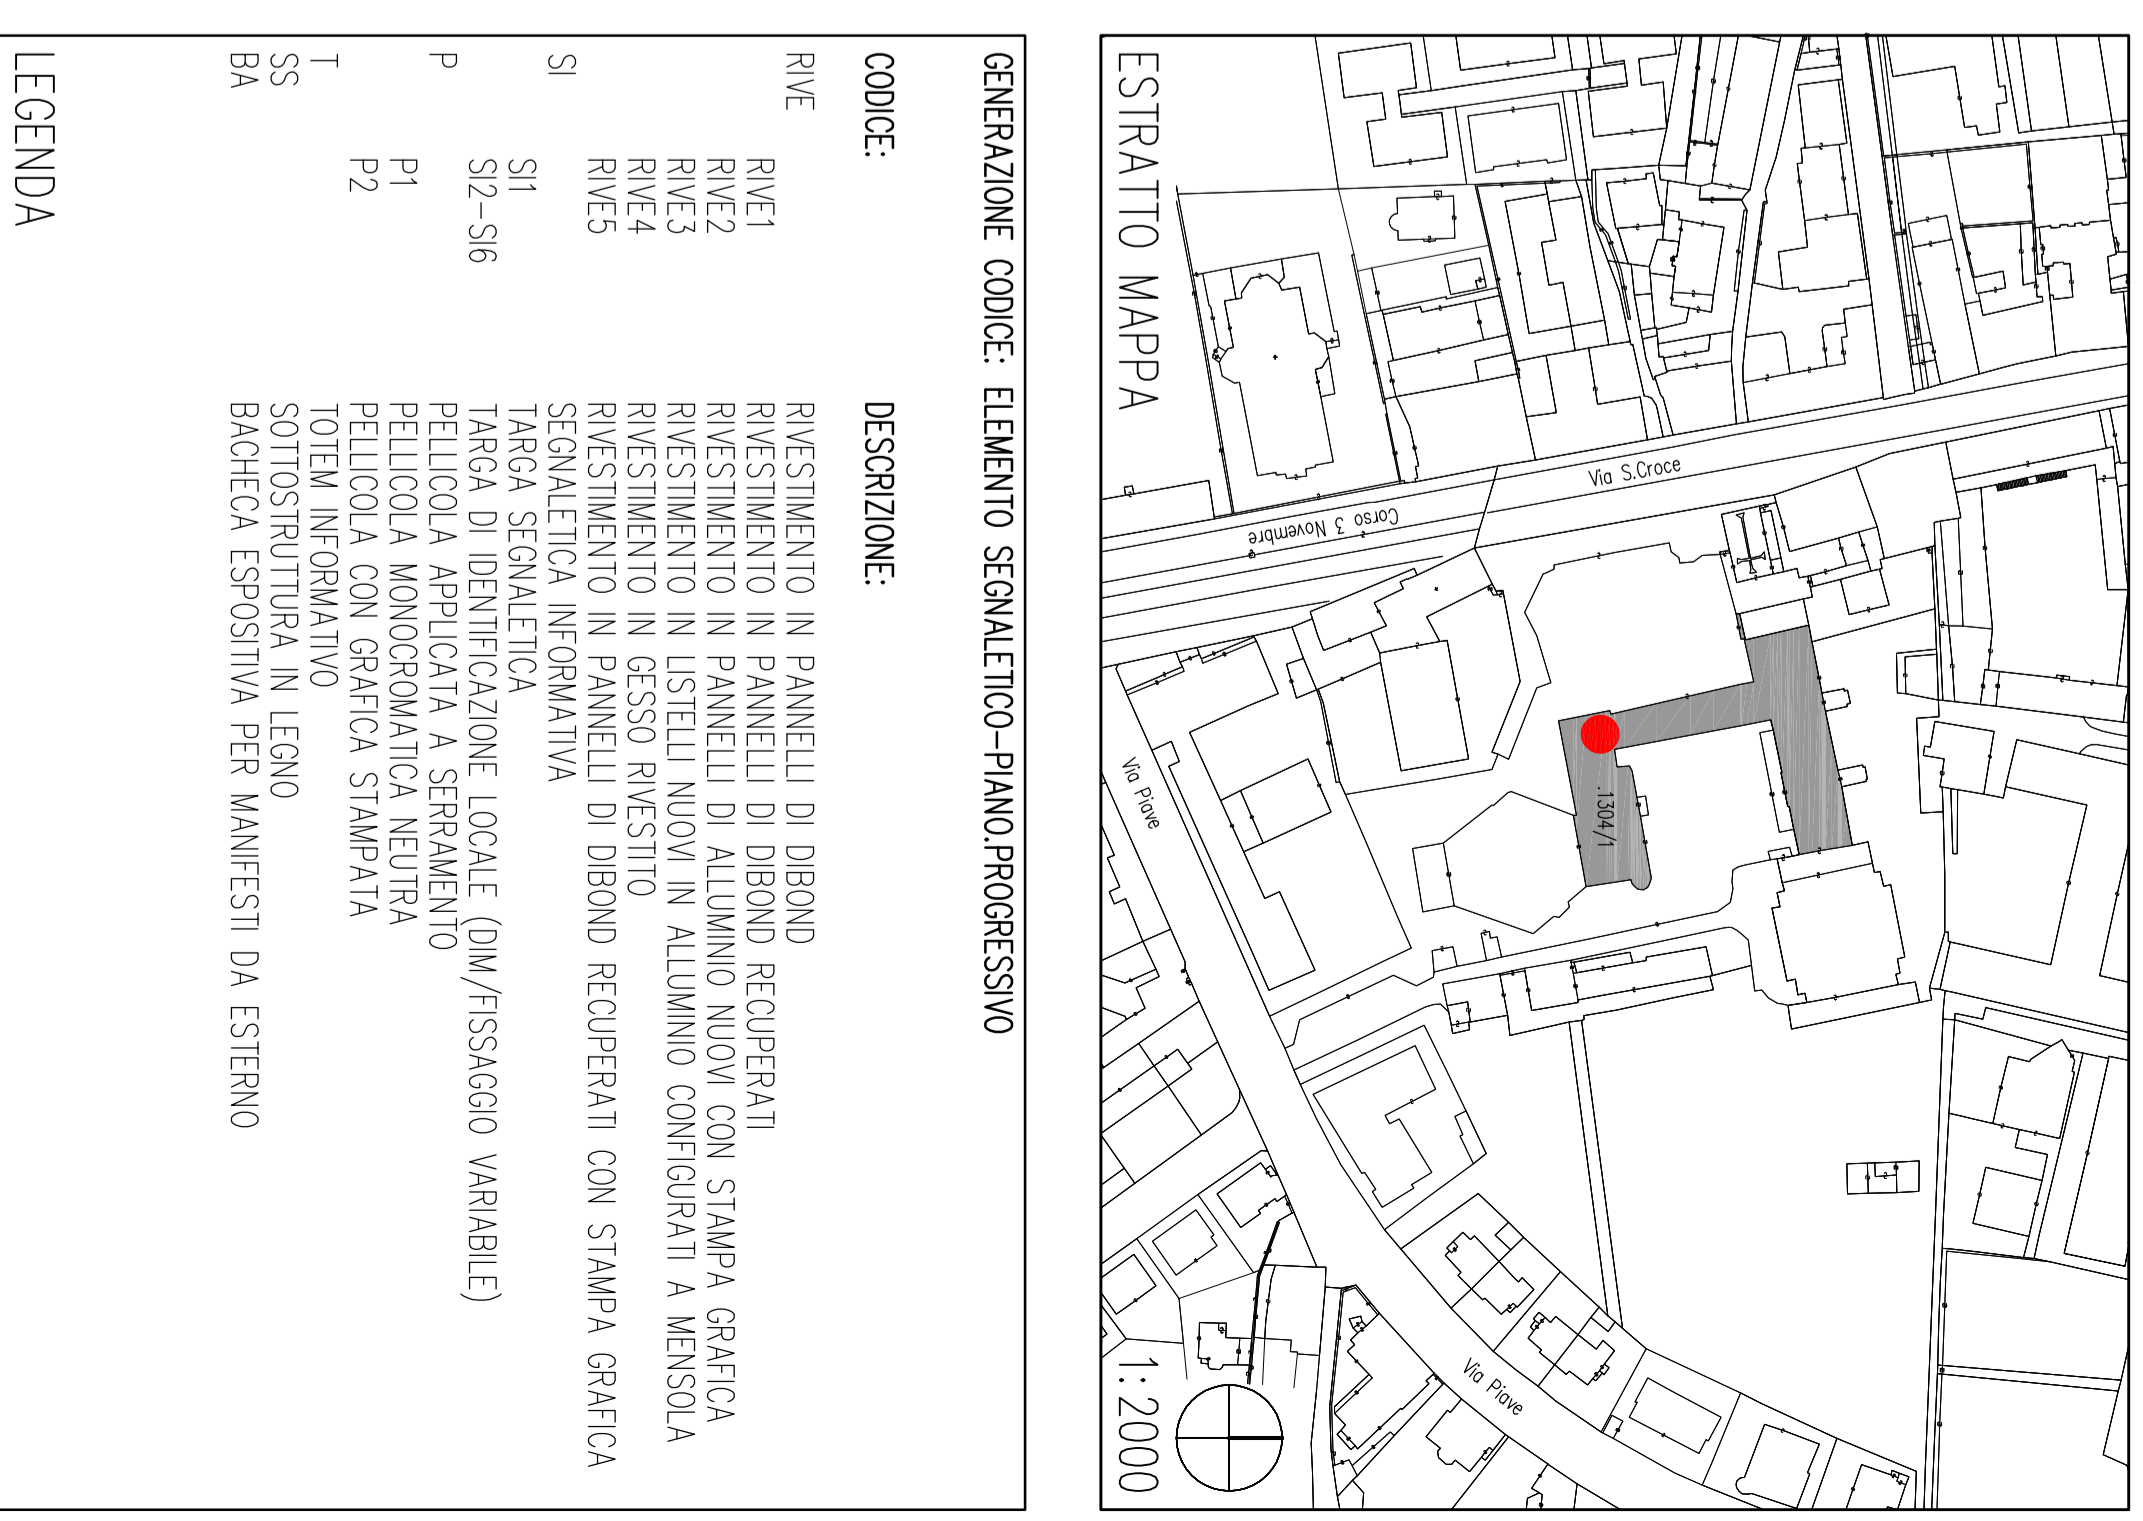 ESTRATTO MAPPA
1:2000
Via S.Croce
Corso 3 Novembre
Via Piave
.1304/1
Via Piave
GENERAZIONE CODICE: ELEMENTO SEGNALETICO-PIANO.PROGRESSIVO
CODICE: DESCRIZIONE:
RIVE RIVESTIMENTO IN PANNELLI DI DIBOND
RIVE1 RIVESTIMENTO IN PANNELLI DI DIBOND RECUPERATI
RIVE2 RIVESTIMENTO IN PANNELLI DI ALLUMINIO NUOVI CON STAMPA GRAFICA
RIVE3 RIVESTIMENTO IN LISTELLI NUOVI IN ALLUMINIO CONFIGURATI A MENSOLA
RIVE4 RIVESTIMENTO IN GESSO RIVESTITO
RIVE5 RIVESTIMENTO IN PANNELLI DI DIBOND RECUPERATI CON STAMPA GRAFICA
SI SEGNALETICA INFORMATIVA
SI1 TARGA SEGNALETICA
SI2-SI6 TARGA DI IDENTIFICAZIONE LOCALE (DIM/FISSAGGIO VARIABILE)
P PELLICOLA APPLICATA A SERRAMENTO
P1 PELLICOLA MONOCROMATICA NEUTRA
P2 PELLICOLA CON GRAFICA STAMPATA
T TOTEM INFORMATIVO
SS SOTTOSTRUTTURA IN LEGNO
BA BACHECA ESPOSITIVA PER MANIFESTI DA ESTERNO
LEGENDA